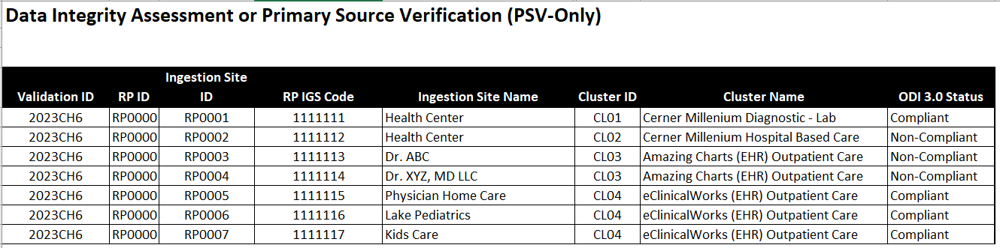 Data Integrity Assessment or Primary Source Verification (PSV-Only)
Validation ID RP ID Ingestion Site ID RP IGS Code Ingestion Site Name Cluster ID Cluster Name ODI 3.0 Status
2023CH6 RP0000 RP0001 1111111 Health Center CL01 Cerner Millenium Diagnostic - Lab Compliant
2023CH6 RP0000 RP0002 1111112 Health Center CL02 Cerner Millenium Hospital Based Care Non-Compliant
2023CH6 RP0000 RP0003 1111113 Dr. ABC CL03 Amazing Charts (EHR) Outpatient Care Non-Compliant
2023CH6 RP0000 RP0004 1111114 Dr. XYZ, MD LLC CL03 Amazing Charts (EHR) Outpatient Care Non-Compliant
2023CH6 RP0000 RP0005 1111115 Physician Home Care CL04 eClinicalWorks (EHR) Outpatient Care Compliant
2023CH6 RP0000 RP0006 1111116 Lake Pediatrics CL04 eClinicalWorks (EHR) Outpatient Care Compliant
2023CH6 RP0000 RP0007 1111117 Kids Care CL04 eClinicalWorks (EHR) Outpatient Care Compliant